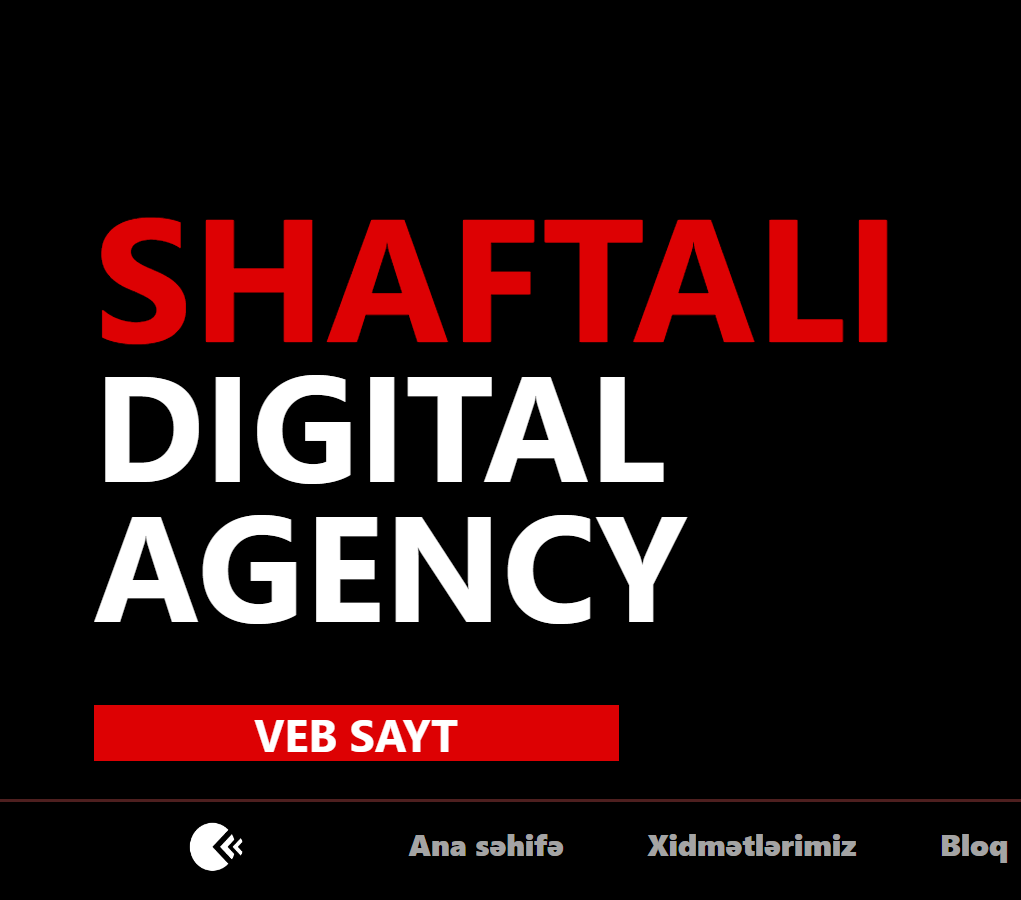 SHAFTALI
DIGITAL
AGENCY
VEB SAYT
Ana səhifə Xidmətlərimiz Bloq